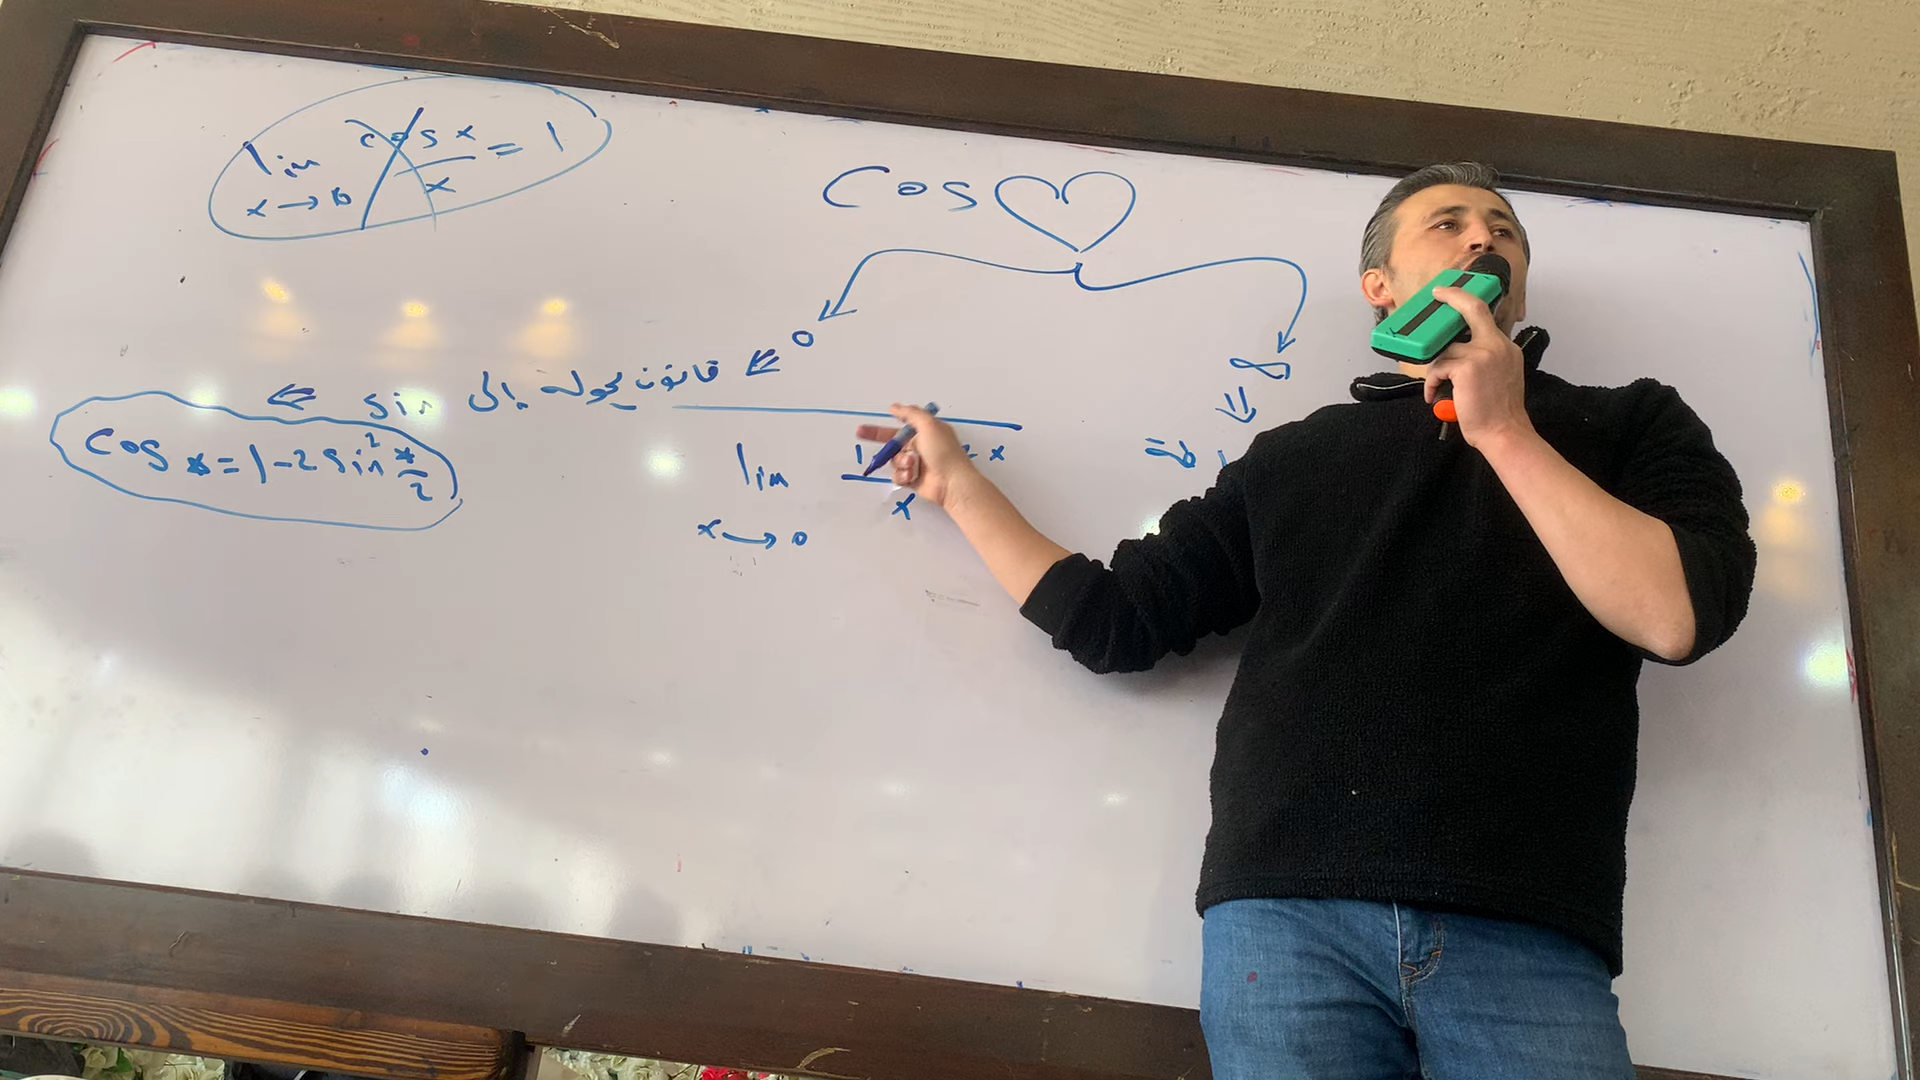 lim cos x / x = 1
x → 0
Cos ♡
0
∞
⇐ قانون يحوله إلى sin ⇐
cos x = 1 - 2 sin² x/2
lim
x
x → 0